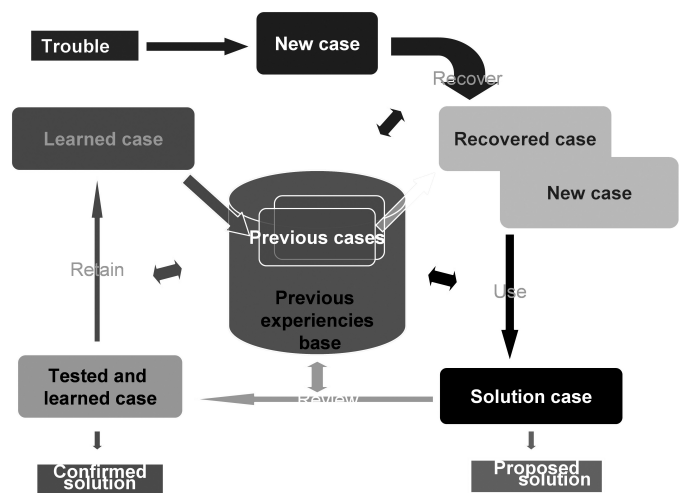 Trouble
New case
Recover
Learned case
Recovered case
New case
Previous cases
Retain
Use
Previous
experiencies
base
Tested and
learned case
Review
Solution case
Confirmed
solution
Proposed
solution